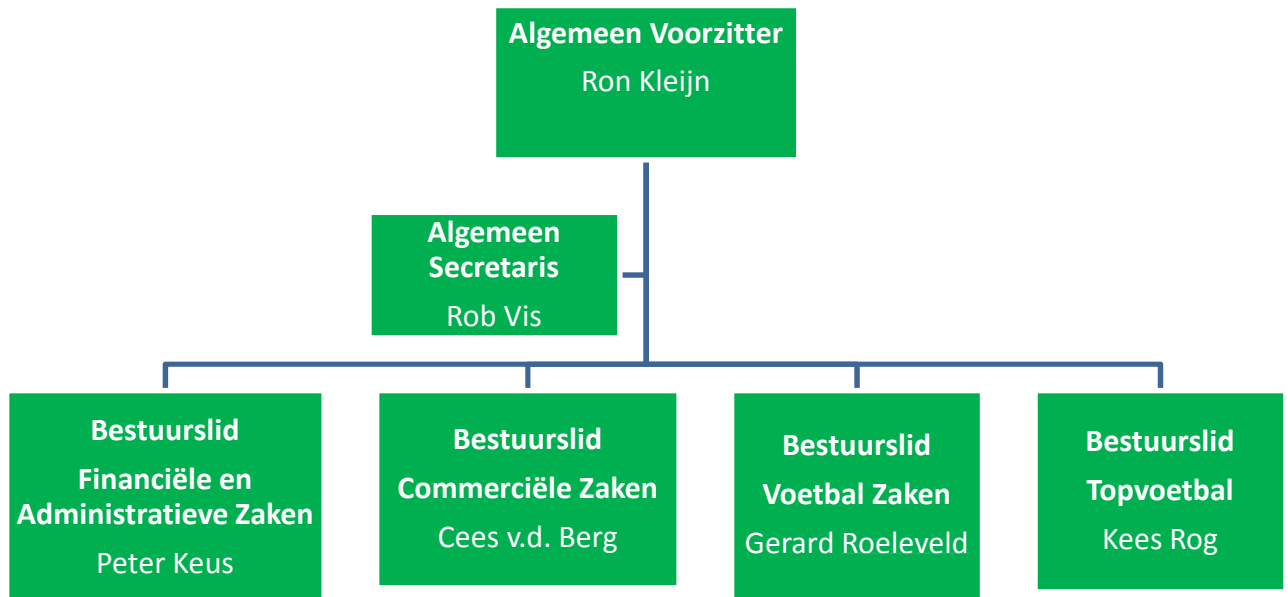 Algemeen Voorzitter
Ron Kleijn
Algemeen
Secretaris
Rob Vis
Bestuurslid
Financiële en
Administratieve Zaken
Peter Keus
Bestuurslid
Commerciële Zaken
Cees v.d. Berg
Bestuurslid
Voetbal Zaken
Gerard Roeleveld
Bestuurslid
Topvoetbal
Kees Rog